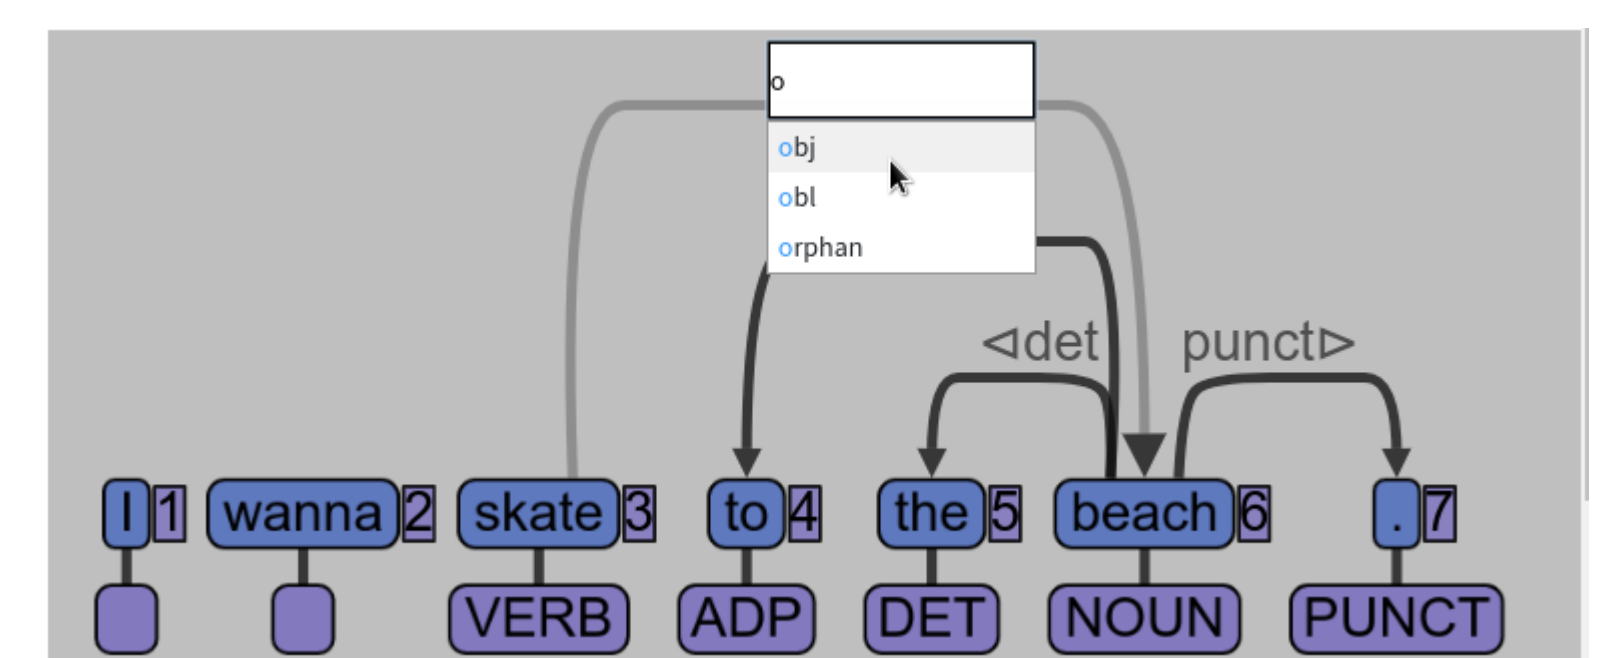 o
obj
obl
orphan
⊲det punct⊳
I 1 wanna 2 skate 3 to 4 the 5 beach 6 . 7
VERB ADP DET NOUN PUNCT